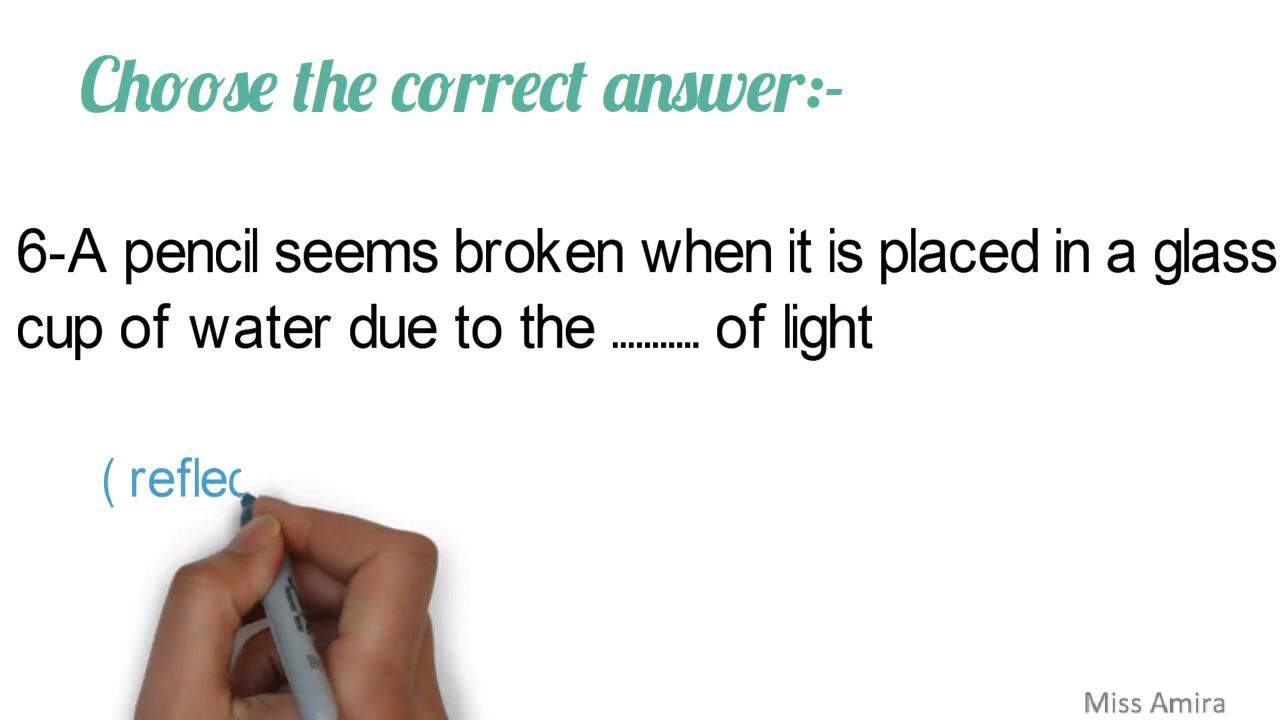 Choose the correct answer:-
6-A pencil seems broken when it is placed in a glass
cup of water due to the ........... of light
( reflec
Miss Amira